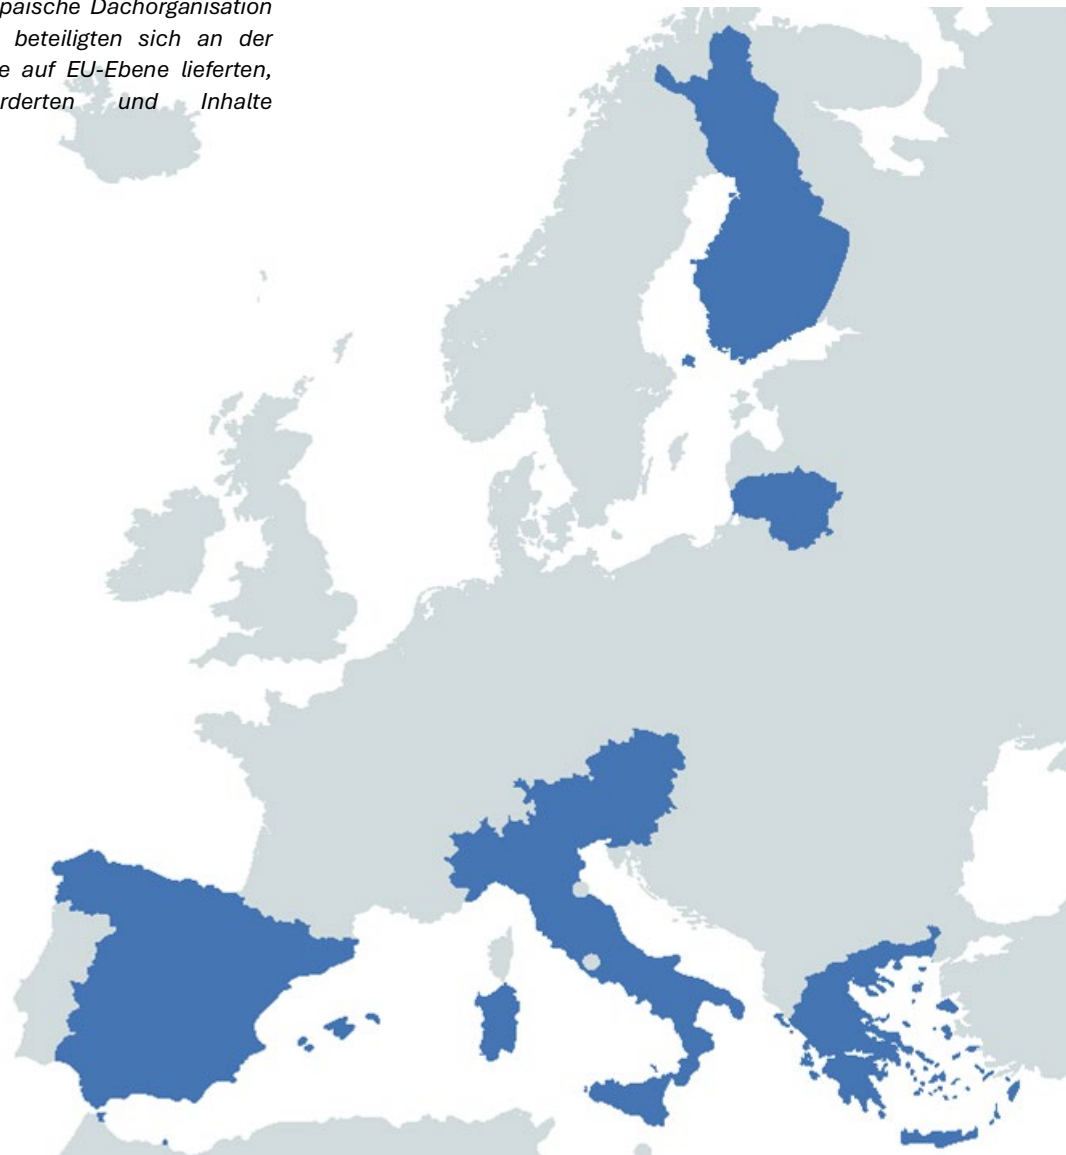 päische Dachorganisation
beteiligten sich an der
e auf EU-Ebene lieferten,
rderten und Inhalte